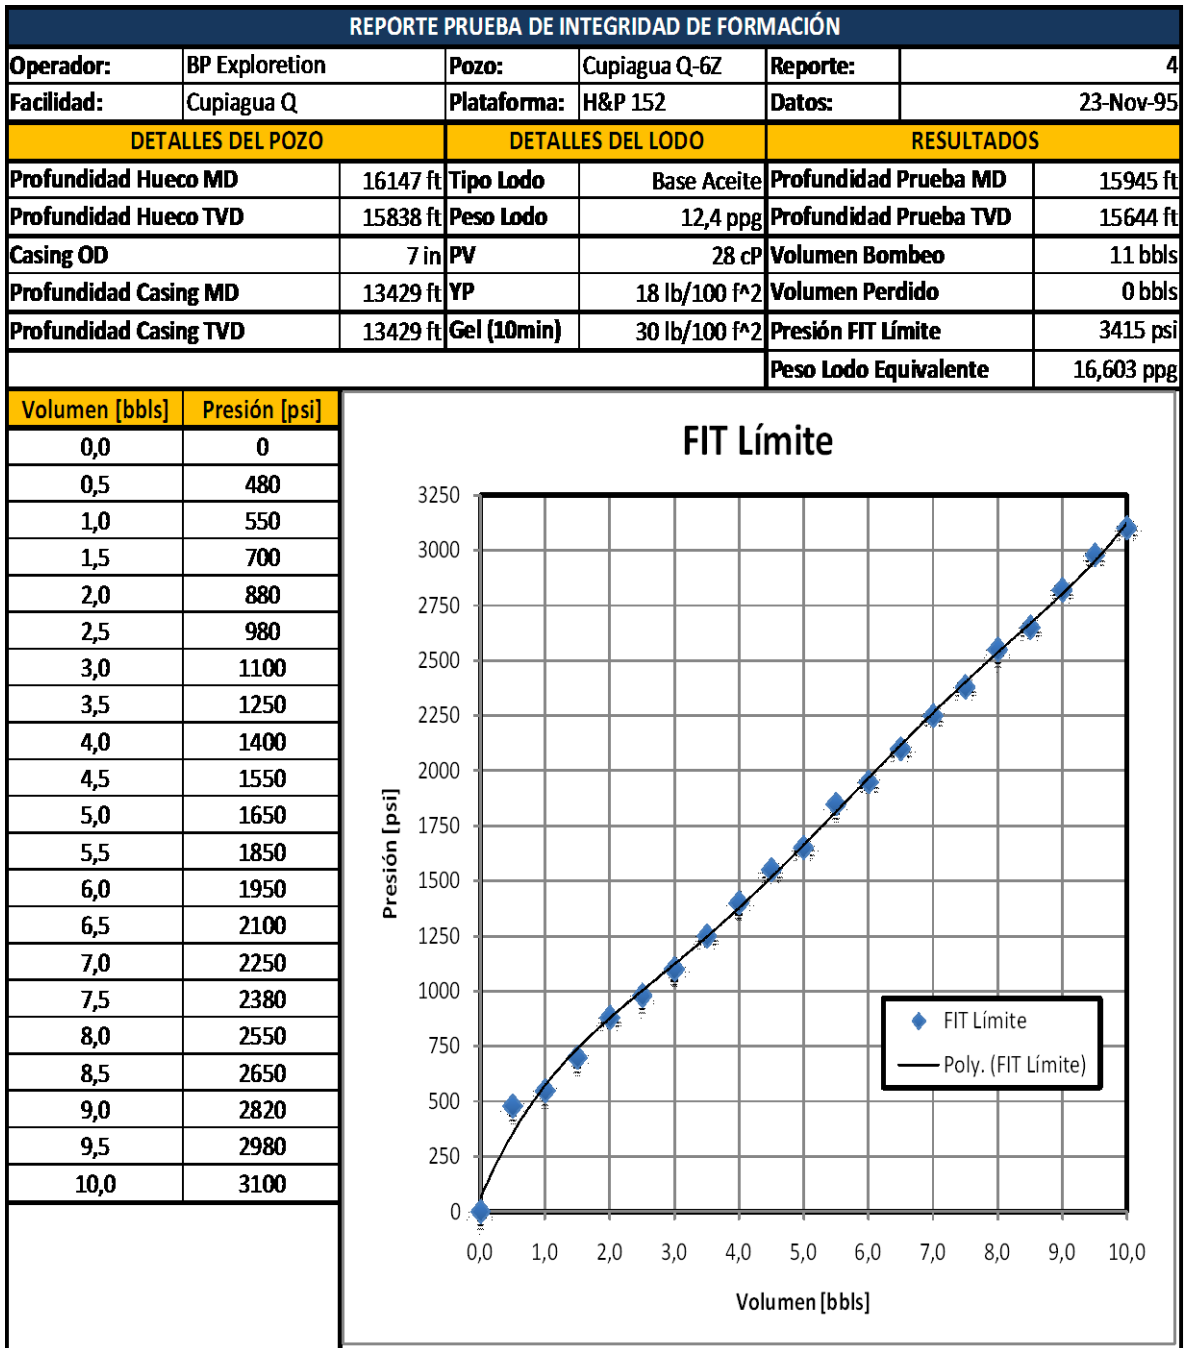 REPORTE PRUEBA DE INTEGRIDAD DE FORMACIÓN
Operador: BP Exploretion Pozo: Cupiagua Q-6Z Reporte: 4
Facilidad: Cupiagua Q Plataforma: H&P 152 Datos: 23-Nov-95
DETALLES DEL POZO DETALLES DEL LODO RESULTADOS
Profundidad Hueco MD 16147 ft Tipo Lodo Base Aceite Profundidad Prueba MD 15945 ft
Profundidad Hueco TVD 15838 ft Peso Lodo 12,4 ppg Profundidad Prueba TVD 15644 ft
Casing OD 7 in PV 28 cP Volumen Bombeo 11 bbls
Profundidad Casing MD 13429 ft YP 18 lb/100 f^2 Volumen Perdido 0 bbls
Profundidad Casing TVD 13429 ft Gel (10min) 30 lb/100 f^2 Presión FIT Límite 3415 psi
Peso Lodo Equivalente 16,603 ppg
Volumen [bbls] Presión [psi]
0,0 0
0,5 480
1,0 550
1,5 700
2,0 880
2,5 980
3,0 1100
3,5 1250
4,0 1400
4,5 1550
5,0 1650
5,5 1850
6,0 1950
6,5 2100
7,0 2250
7,5 2380
8,0 2550
8,5 2650
9,0 2820
9,5 2980
10,0 3100
FIT Límite
3250
3000
2750
2500
2250
2000
1750
1500
1250
1000
750
500
250
0
Presión [psi]
FIT Límite
Poly. (FIT Límite)
0,0 1,0 2,0 3,0 4,0 5,0 6,0 7,0 8,0 9,0 10,0
Volumen [bbls]